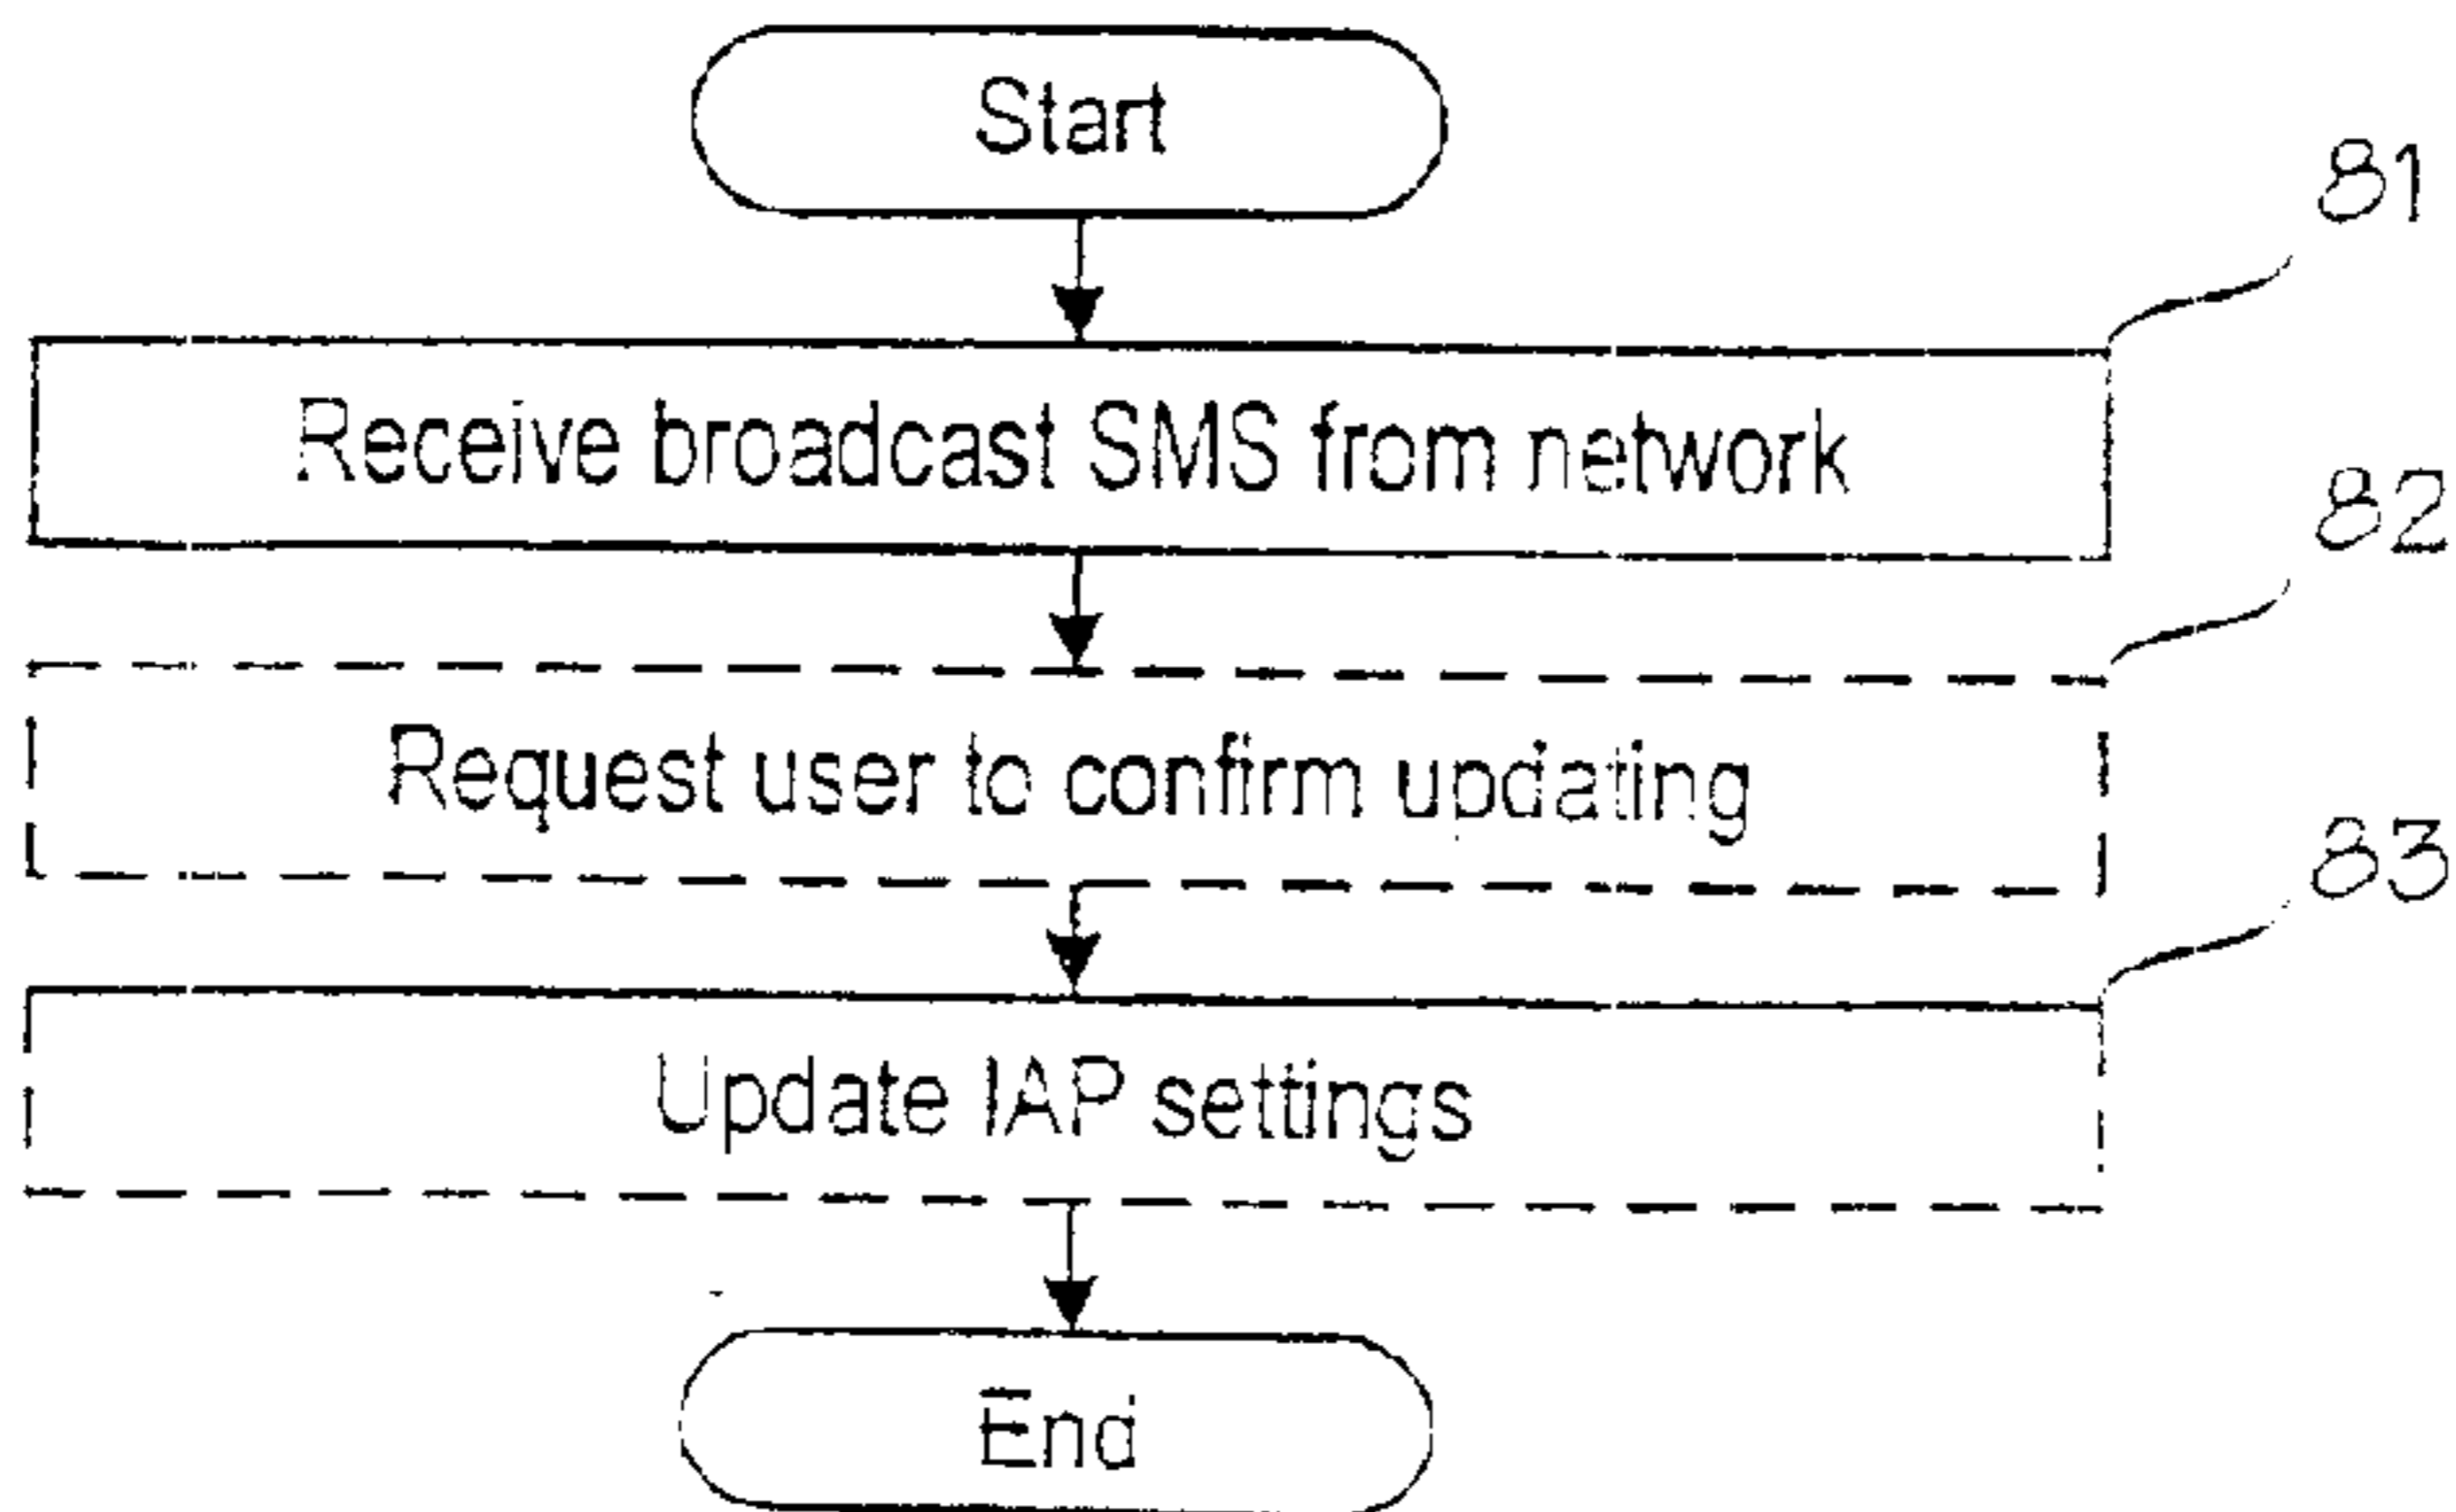 Start
81
Receive broadcast SMS from network
82
Request user to confirm updating
83
Update IAP settings
End